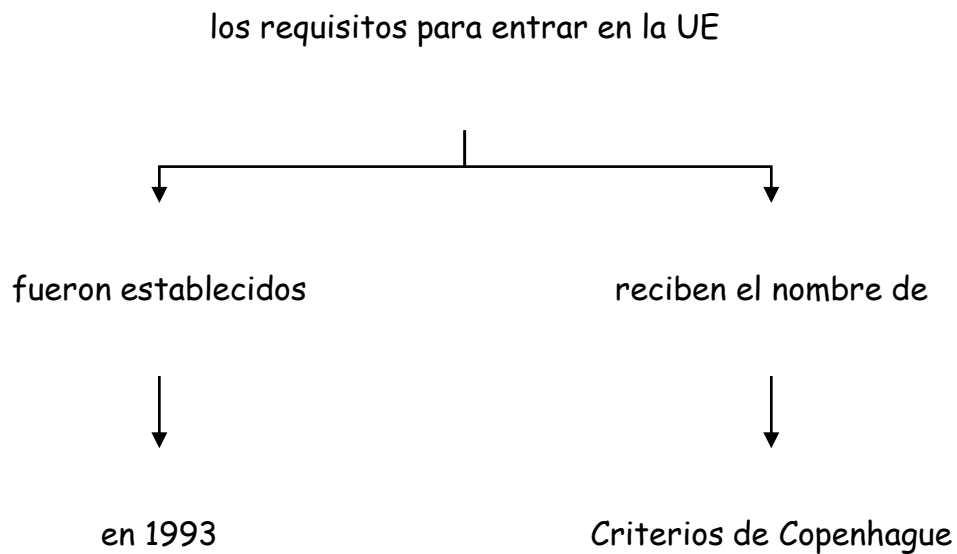 los requisitos para entrar en la UE
fueron establecidos
reciben el nombre de
en 1993
Criterios de Copenhague